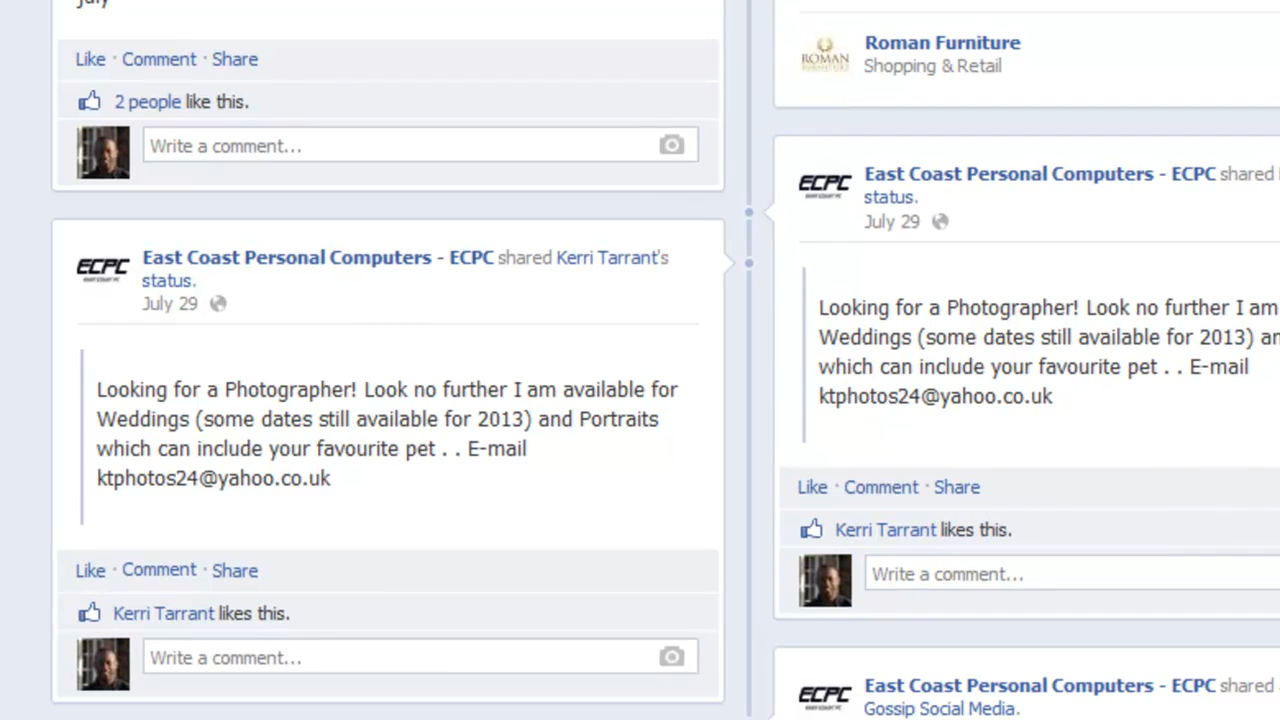 July
Like · Comment · Share
2 people like this.
Write a comment...
ECPC
East Coast Personal Computers - ECPC shared Kerri Tarrant's
status.
July 29
Looking for a Photographer! Look no further I am available for
Weddings (some dates still available for 2013) and Portraits
which can include your favourite pet . . E-mail
ktphotos24@yahoo.co.uk
Like · Comment · Share
Kerri Tarrant likes this.
Write a comment...
ROMAN
Roman Furniture
Shopping & Retail
ECPC
East Coast Personal Computers - ECPC shared
status.
July 29
Looking for a Photographer! Look no further I am
Weddings (some dates still available for 2013)
which can include your favourite pet . . E-mail
ktphotos24@yahoo.co.uk
Like · Comment · Share
Kerri Tarrant likes this.
Write a comment...
ECPC
East Coast Personal Computers - ECPC shared
Gossip Social Media.